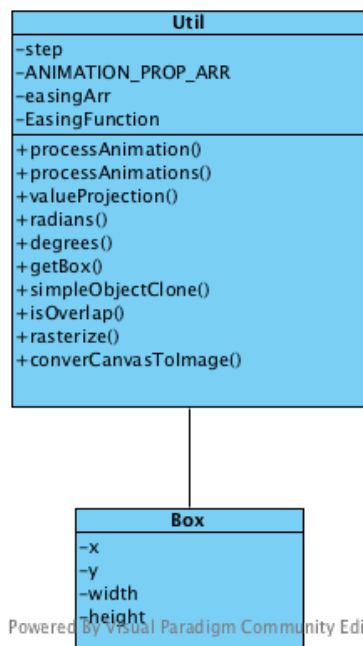 Util
-step
-ANIMATION_PROP_ARR
-easingArr
-EasingFunction
+processAnimation()
+processAnimations()
+valueProjection()
+radians()
+degrees()
+getBox()
+simpleObjectClone()
+isOverlap()
+rasterize()
+converCanvasToImage()
Box
-x
-y
-width
-height
Powered By Visual Paradigm Community Edi